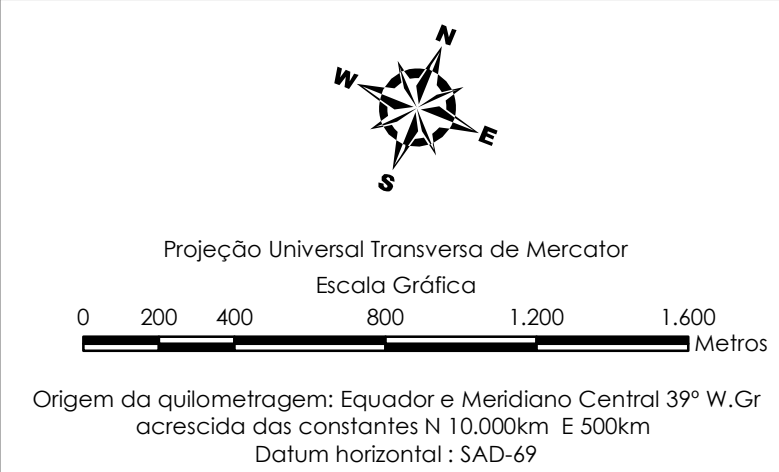 N
W
E
S
Projeção Universal Transversa de Mercator
Escala Gráfica
0 200 400 800 1.200 1.600
Metros
Origem da quilometragem: Equador e Meridiano Central 39º W.Gr
acrescida das constantes N 10.000km E 500km
Datum horizontal : SAD-69